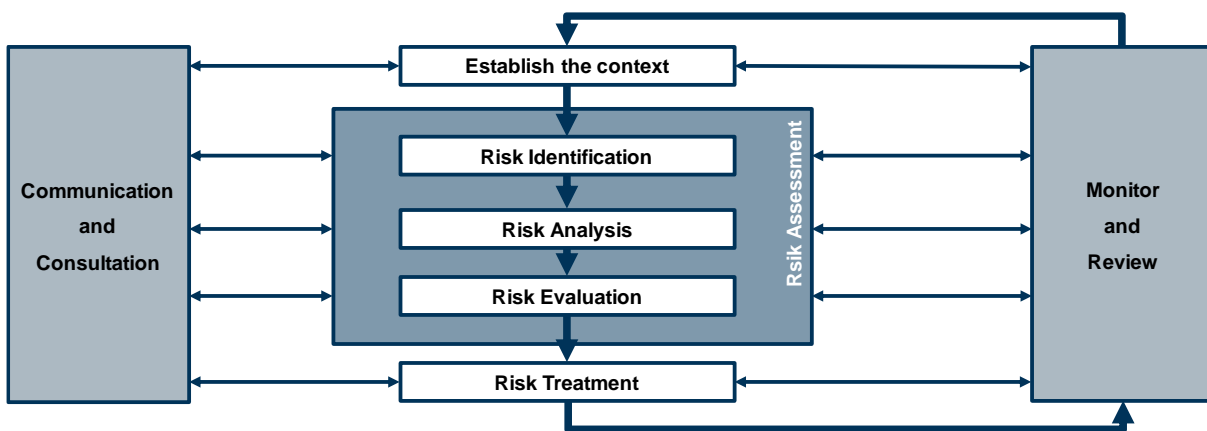 Establish the context
Communication
and
Consultation
Rsik Assessment
Risk Identification
Risk Analysis
Risk Evaluation
Risk Treatment
Monitor
and
Review